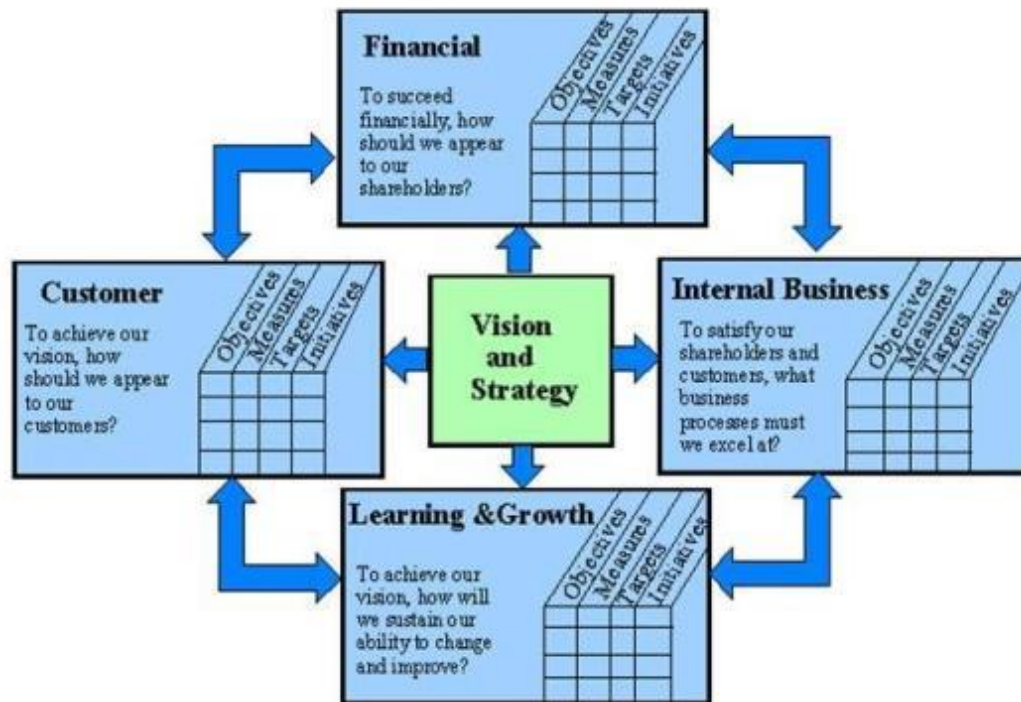 Financial
To succeed
financially, how
should we appear
to our
shareholders?
Objectives
Measures
Targets
Initiatives
Customer
To achieve our
vision, how
should we appear
to our
customers?
Objectives
Measures
Targets
Initiatives
Vision
and
Strategy
Internal Business
To satisfy our
shareholders and
customers, what
business
processes must
we excel at?
Objectives
Measures
Targets
Initiatives
Learning &Growth
To achieve our
vision, how will
we sustain our
ability to change
and improve?
Objectives
Measures
Targets
Initiatives